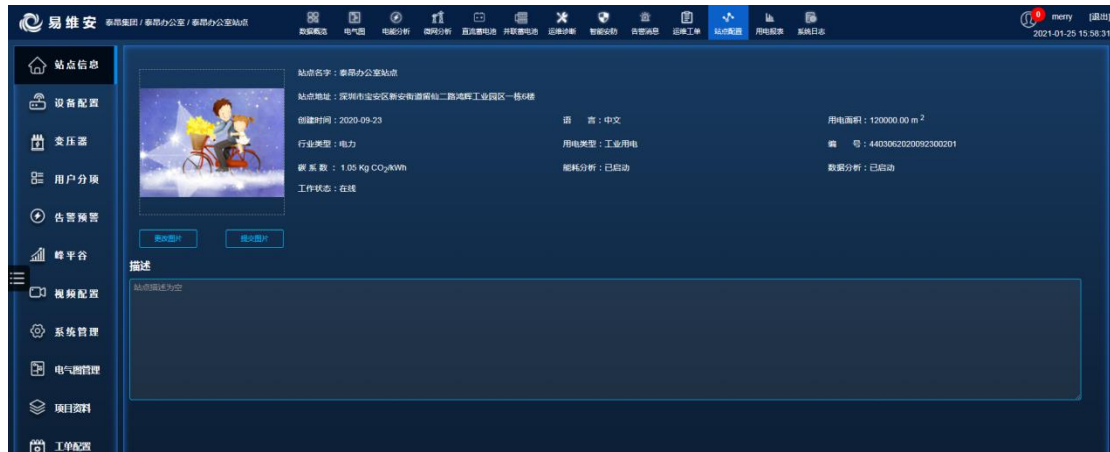 易维安 泰昂集团 / 泰昂办公室 / 泰昂办公室站点
数据概览 电气图 电能分析 微网分析 直流蓄电池 并联蓄电池 运维诊断 智能安防 告警消息 运维工单 站点配置 用电报表 系统日志
0 merry [退出]
2021-01-25 15:58:31
站点信息
设备配置
变压器
用户分项
告警预警
峰平谷
视频配置
系统管理
电气图管理
项目资料
工单配置
站点名字：泰昂办公室站点
站点地址：深圳市宝安区新安街道留仙二路鸿辉工业园区一栋6楼
创建时间：2020-09-23 语 言：中文 用电面积：120000.00 m²
行业类型：电力 用电类型：工业用电 编 号：4403062020092300201
碳 系 数 ：1.05 Kg CO₂/kWh 能耗分析：已启动 数据分析：已启动
工作状态：在线
更改图片 提交图片
描述
站点描述为空